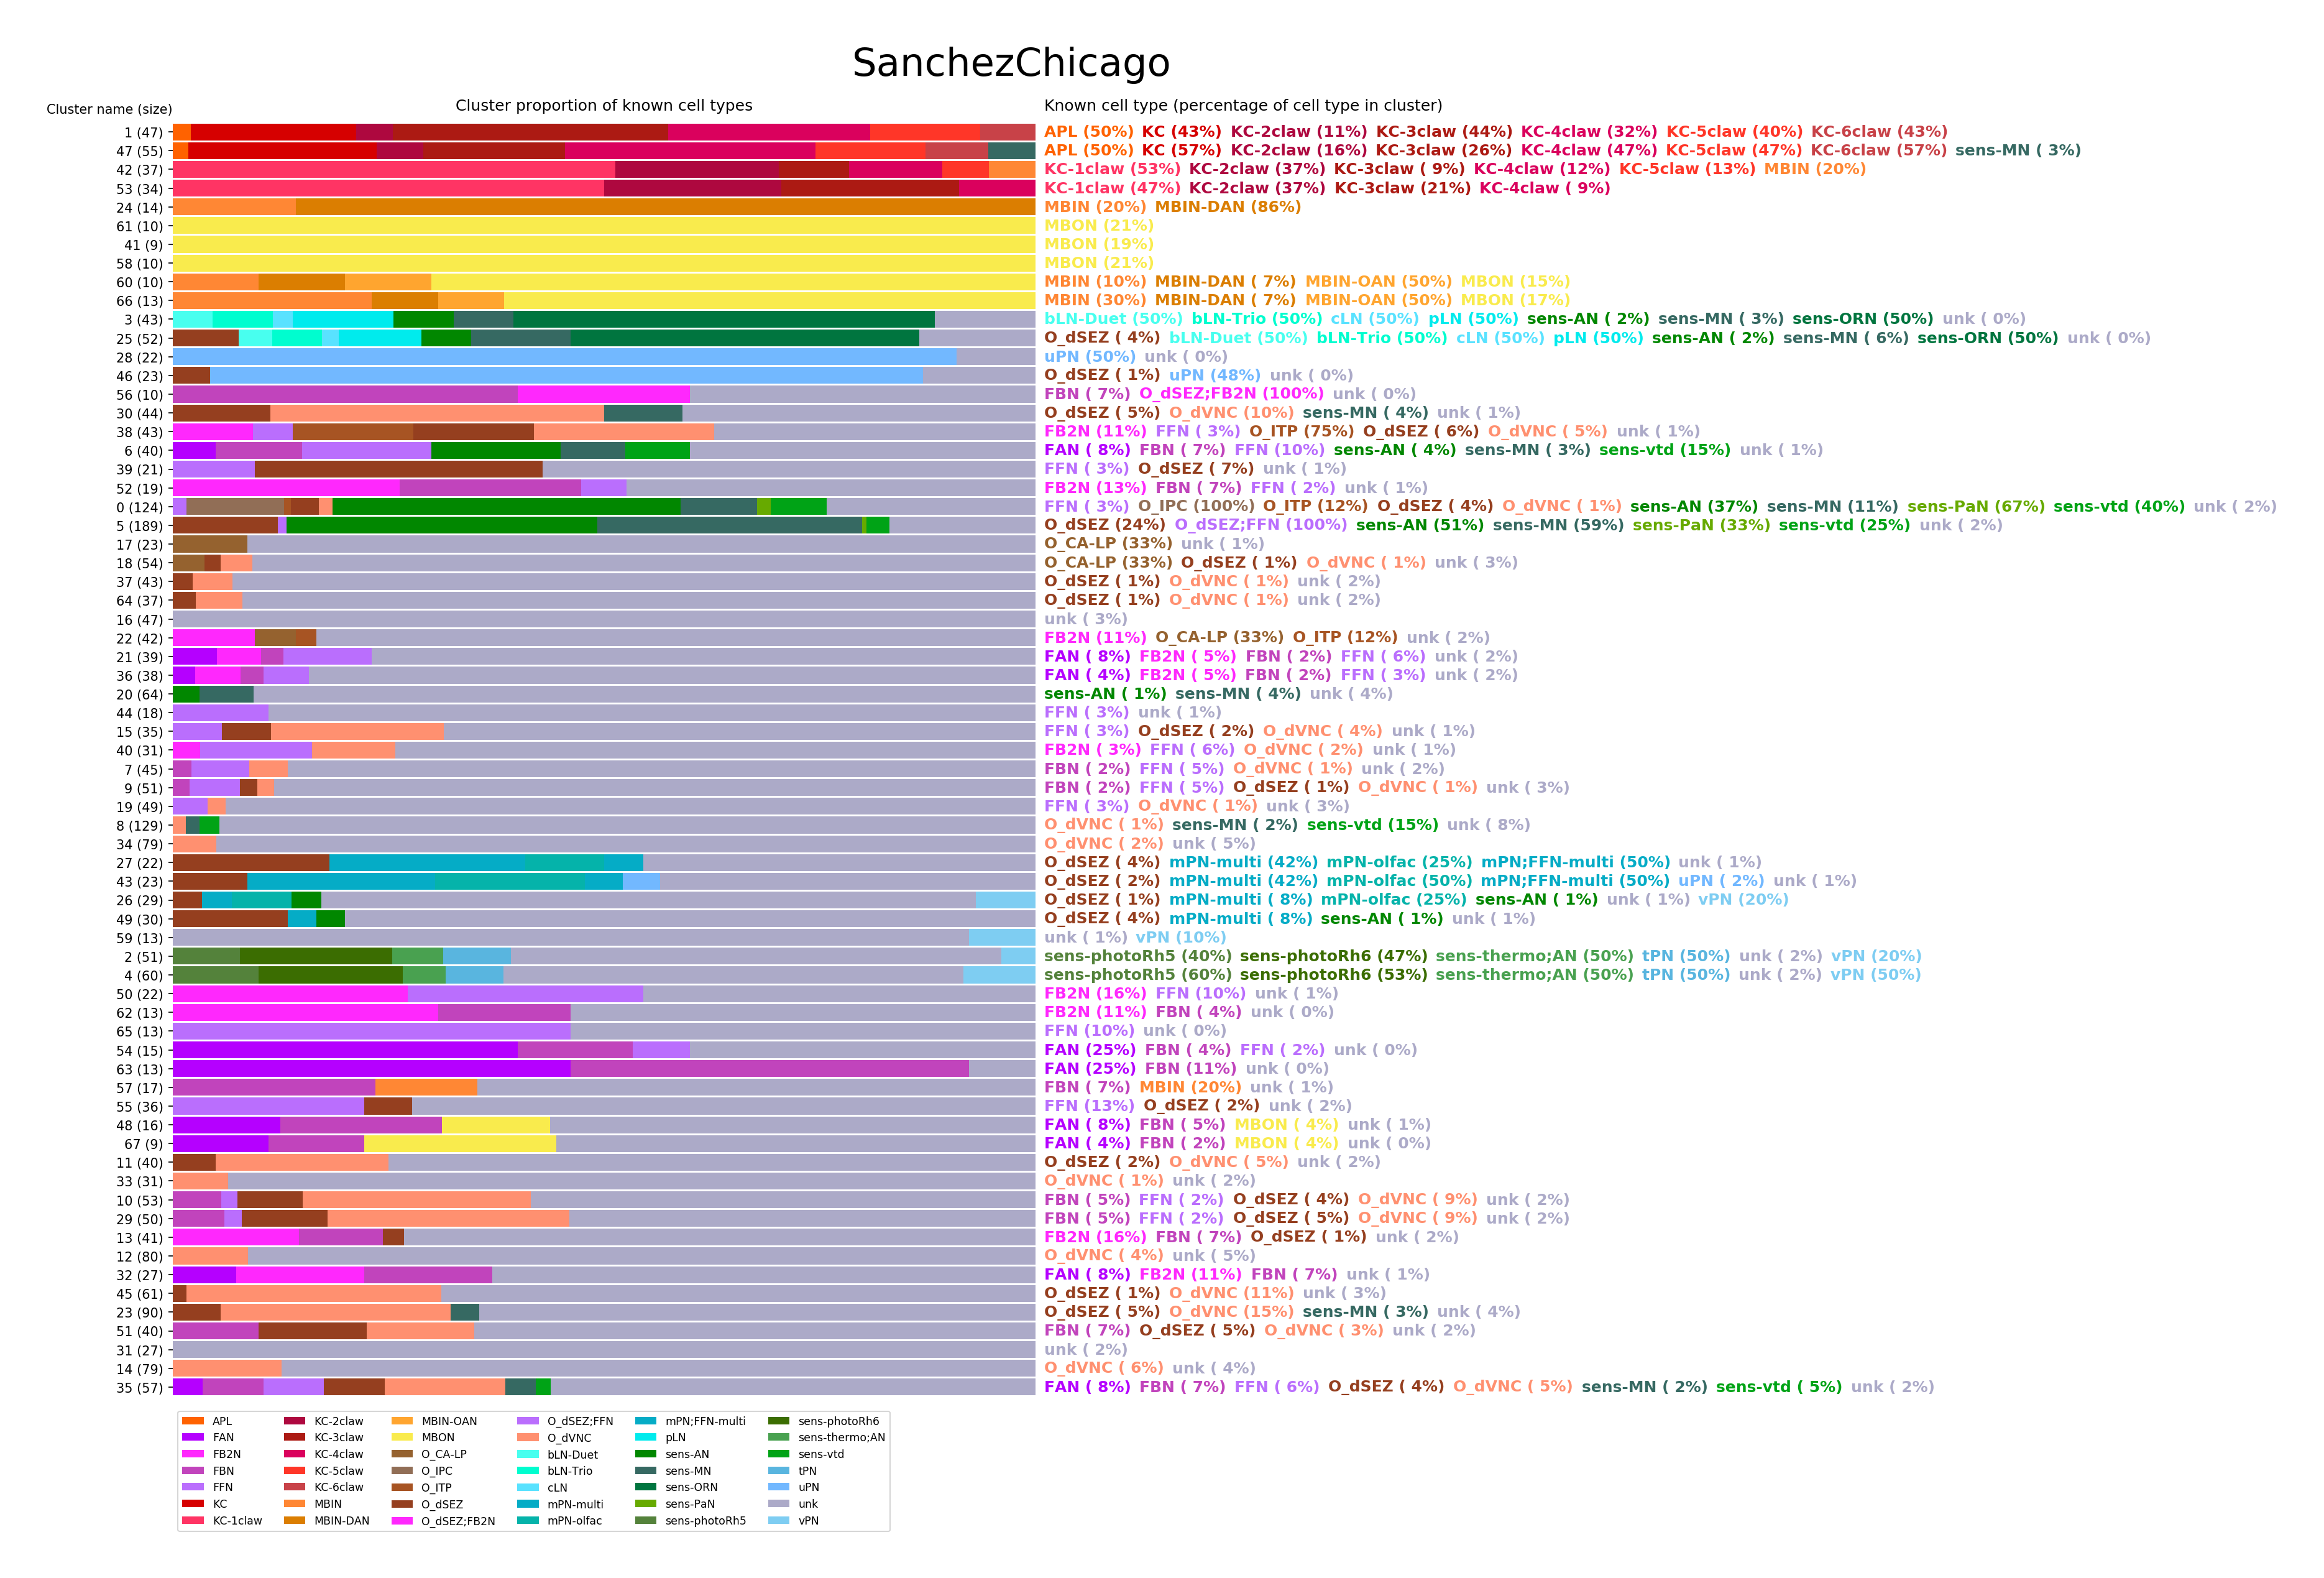 SanchezChicago
Cluster name (size) Cluster proportion of known cell types Known cell type (percentage of cell type in cluster)
1 (47) APL (50%) KC (43%) KC-2claw (11%) KC-3claw (44%) KC-4claw (32%) KC-5claw (40%) KC-6claw (43%)
47 (55) APL (50%) KC (57%) KC-2claw (16%) KC-3claw (26%) KC-4claw (47%) KC-5claw (47%) KC-6claw (57%) sens-MN ( 3%)
42 (37) KC-1claw (53%) KC-2claw (37%) KC-3claw ( 9%) KC-4claw (12%) KC-5claw (13%) MBIN (20%)
53 (34) KC-1claw (47%) KC-2claw (37%) KC-3claw (21%) KC-4claw ( 9%)
24 (14) MBIN (20%) MBIN-DAN (86%)
61 (10) MBON (21%)
41 (9) MBON (19%)
58 (10) MBON (21%)
60 (10) MBIN (10%) MBIN-DAN ( 7%) MBIN-OAN (50%) MBON (15%)
66 (13) MBIN (30%) MBIN-DAN ( 7%) MBIN-OAN (50%) MBON (17%)
3 (43) bLN-Duet (50%) bLN-Trio (50%) cLN (50%) pLN (50%) sens-AN ( 2%) sens-MN ( 3%) sens-ORN (50%) unk ( 0%)
25 (52) O_dSEZ ( 4%) bLN-Duet (50%) bLN-Trio (50%) cLN (50%) pLN (50%) sens-AN ( 2%) sens-MN ( 6%) sens-ORN (50%) unk ( 0%)
28 (22) uPN (50%) unk ( 0%)
46 (23) O_dSEZ ( 1%) uPN (48%) unk ( 0%)
56 (10) FBN ( 7%) O_dSEZ;FB2N (100%) unk ( 0%)
30 (44) O_dSEZ ( 5%) O_dVNC (10%) sens-MN ( 4%) unk ( 1%)
38 (43) FB2N (11%) FFN ( 3%) O_ITP (75%) O_dSEZ ( 6%) O_dVNC ( 5%) unk ( 1%)
6 (40) FAN ( 8%) FBN ( 7%) FFN (10%) sens-AN ( 4%) sens-MN ( 3%) sens-vtd (15%) unk ( 1%)
39 (21) FFN ( 3%) O_dSEZ ( 7%) unk ( 1%)
52 (19) FB2N (13%) FBN ( 7%) FFN ( 2%) unk ( 1%)
0 (124) FFN ( 3%) O_IPC (100%) O_ITP (12%) O_dSEZ ( 4%) O_dVNC ( 1%) sens-AN (37%) sens-MN (11%) sens-PaN (67%) sens-vtd (40%) unk ( 2%)
5 (189) O_dSEZ (24%) O_dSEZ;FFN (100%) sens-AN (51%) sens-MN (59%) sens-PaN (33%) sens-vtd (25%) unk ( 2%)
17 (23) O_CA-LP (33%) unk ( 1%)
18 (54) O_CA-LP (33%) O_dSEZ ( 1%) O_dVNC ( 1%) unk ( 3%)
37 (43) O_dSEZ ( 1%) O_dVNC ( 1%) unk ( 2%)
64 (37) O_dSEZ ( 1%) O_dVNC ( 1%) unk ( 2%)
16 (47) unk ( 3%)
22 (42) FB2N (11%) O_CA-LP (33%) O_ITP (12%) unk ( 2%)
21 (39) FAN ( 8%) FB2N ( 5%) FBN ( 2%) FFN ( 6%) unk ( 2%)
36 (38) FAN ( 4%) FB2N ( 5%) FBN ( 2%) FFN ( 3%) unk ( 2%)
20 (64) sens-AN ( 1%) sens-MN ( 4%) unk ( 4%)
44 (18) FFN ( 3%) unk ( 1%)
15 (35) FFN ( 3%) O_dSEZ ( 2%) O_dVNC ( 4%) unk ( 1%)
40 (31) FB2N ( 3%) FFN ( 6%) O_dVNC ( 2%) unk ( 1%)
7 (45) FBN ( 2%) FFN ( 5%) O_dVNC ( 1%) unk ( 2%)
9 (51) FBN ( 2%) FFN ( 5%) O_dSEZ ( 1%) O_dVNC ( 1%) unk ( 3%)
19 (49) FFN ( 3%) O_dVNC ( 1%) unk ( 3%)
8 (129) O_dVNC ( 1%) sens-MN ( 2%) sens-vtd (15%) unk ( 8%)
34 (79) O_dVNC ( 2%) unk ( 5%)
27 (22) O_dSEZ ( 4%) mPN-multi (42%) mPN-olfac (25%) mPN;FFN-multi (50%) unk ( 1%)
43 (23) O_dSEZ ( 2%) mPN-multi (42%) mPN-olfac (50%) mPN;FFN-multi (50%) uPN ( 2%) unk ( 1%)
26 (29) O_dSEZ ( 1%) mPN-multi ( 8%) mPN-olfac (25%) sens-AN ( 1%) unk ( 1%) vPN (20%)
49 (30) O_dSEZ ( 4%) mPN-multi ( 8%) sens-AN ( 1%) unk ( 1%)
59 (13) unk ( 1%) vPN (10%)
2 (51) sens-photoRh5 (40%) sens-photoRh6 (47%) sens-thermo;AN (50%) tPN (50%) unk ( 2%) vPN (20%)
4 (60) sens-photoRh5 (60%) sens-photoRh6 (53%) sens-thermo;AN (50%) tPN (50%) unk ( 2%) vPN (50%)
50 (22) FB2N (16%) FFN (10%) unk ( 1%)
62 (13) FB2N (11%) FBN ( 4%) unk ( 0%)
65 (13) FFN (10%) unk ( 0%)
54 (15) FAN (25%) FBN ( 4%) FFN ( 2%) unk ( 0%)
63 (13) FAN (25%) FBN (11%) unk ( 0%)
57 (17) FBN ( 7%) MBIN (20%) unk ( 1%)
55 (36) FFN (13%) O_dSEZ ( 2%) unk ( 2%)
48 (16) FAN ( 8%) FBN ( 5%) MBON ( 4%) unk ( 1%)
67 (9) FAN ( 4%) FBN ( 2%) MBON ( 4%) unk ( 0%)
11 (40) O_dSEZ ( 2%) O_dVNC ( 5%) unk ( 2%)
33 (31) O_dVNC ( 1%) unk ( 2%)
10 (53) FBN ( 5%) FFN ( 2%) O_dSEZ ( 4%) O_dVNC ( 9%) unk ( 2%)
29 (50) FBN ( 5%) FFN ( 2%) O_dSEZ ( 5%) O_dVNC ( 9%) unk ( 2%)
13 (41) FB2N (16%) FBN ( 7%) O_dSEZ ( 1%) unk ( 2%)
12 (80) O_dVNC ( 4%) unk ( 5%)
32 (27) FAN ( 8%) FB2N (11%) FBN ( 7%) unk ( 1%)
45 (61) O_dSEZ ( 1%) O_dVNC (11%) unk ( 3%)
23 (90) O_dSEZ ( 5%) O_dVNC (15%) sens-MN ( 3%) unk ( 4%)
51 (40) FBN ( 7%) O_dSEZ ( 5%) O_dVNC ( 3%) unk ( 2%)
31 (27) unk ( 2%)
14 (79) O_dVNC ( 6%) unk ( 4%)
35 (57) FAN ( 8%) FBN ( 7%) FFN ( 6%) O_dSEZ ( 4%) O_dVNC ( 5%) sens-MN ( 2%) sens-vtd ( 5%) unk ( 2%)
APL KC-2claw MBIN-OAN O_dSEZ;FFN mPN;FFN-multi sens-photoRh6
FAN KC-3claw MBON O_dVNC pLN sens-thermo;AN
FB2N KC-4claw O_CA-LP bLN-Duet sens-AN sens-vtd
FBN KC-5claw O_IPC bLN-Trio sens-MN tPN
FFN KC-6claw O_ITP cLN sens-ORN uPN
KC MBIN O_dSEZ mPN-multi sens-PaN unk
KC-1claw MBIN-DAN O_dSEZ;FB2N mPN-olfac sens-photoRh5 vPN